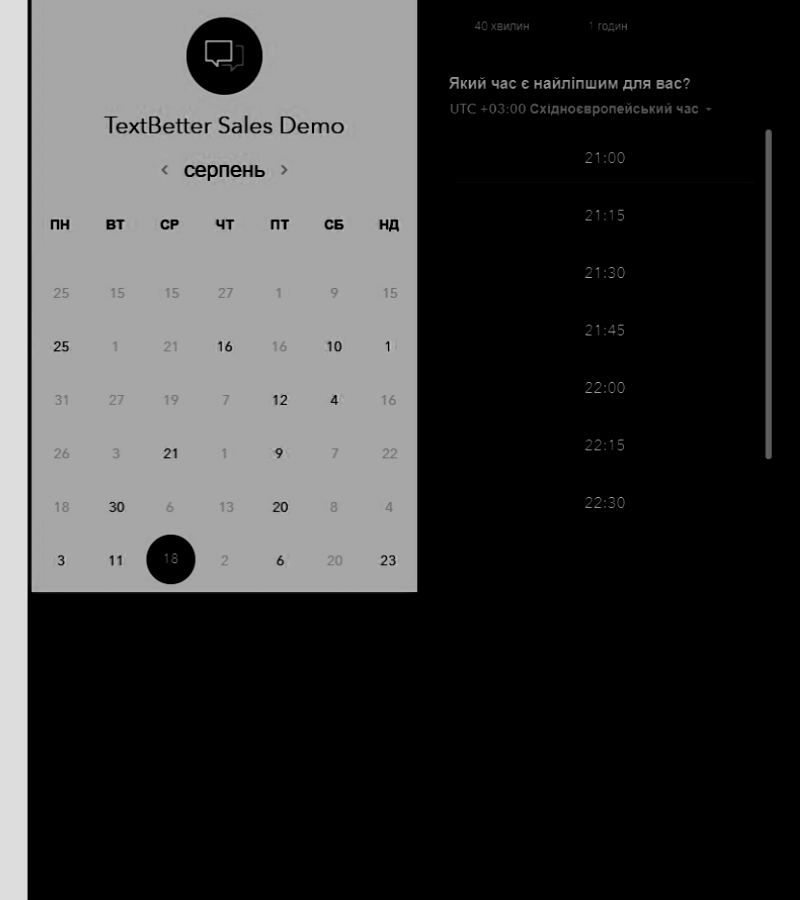 TextBetter Sales Demo
серпень
ПН ВТ СР ЧТ ПТ СБ НД
25 15 15 27 1 9 15
25 1 21 16 16 10 1
31 27 19 7 12 4 16
26 3 21 1 9 7 22
18 30 6 13 20 8 4
3 11 18 2 6 20 23
40 хвилин 1 годин
Який час є найліпшим для вас?
UTC +03:00 Східноєвропейський час
21:00
21:15
21:30
21:45
22:00
22:15
22:30